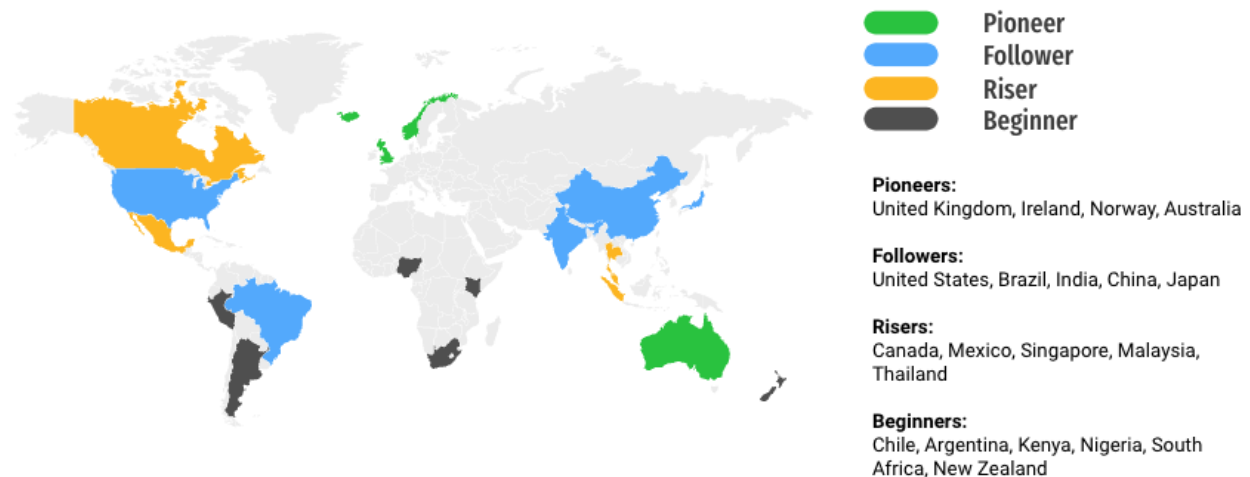 Pioneer
Follower
Riser
Beginner
Pioneers:
United Kingdom, Ireland, Norway, Australia
Followers:
United States, Brazil, India, China, Japan
Risers:
Canada, Mexico, Singapore, Malaysia,
Thailand
Beginners:
Chile, Argentina, Kenya, Nigeria, South
Africa, New Zealand